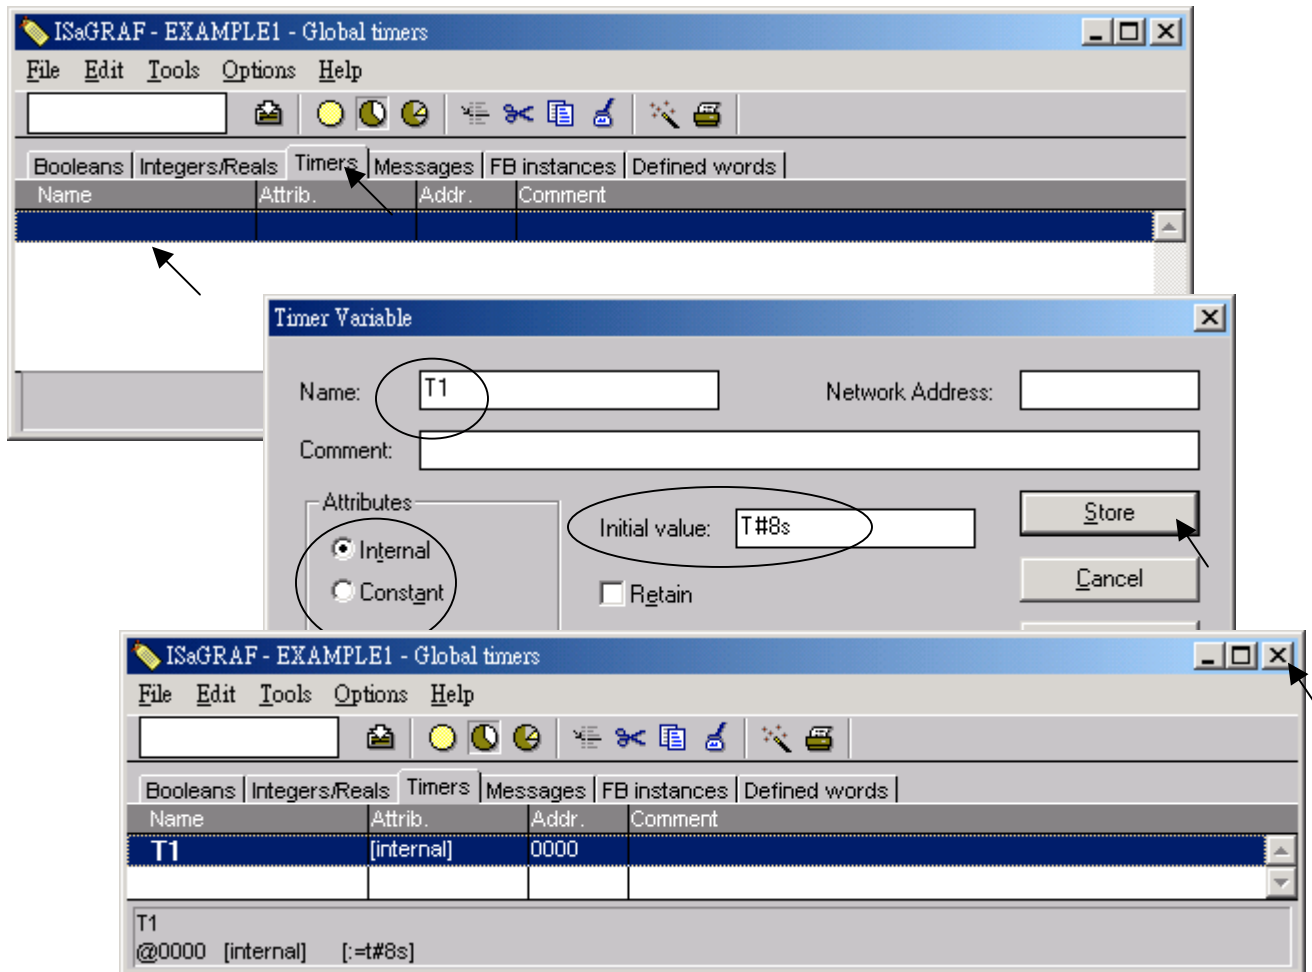 ISaGRAF - EXAMPLE1 - Global timers
File Edit Tools Options Help
Booleans Integers/Reals Timers Messages FB instances Defined words
Name Attrib. Addr. Comment
Timer Variable
Name: T1 Network Address:
Comment:
Attributes
Initial value: T#8s Store
Internal
Constant Retain Cancel
ISaGRAF - EXAMPLE1 - Global timers
File Edit Tools Options Help
Booleans Integers/Reals Timers Messages FB instances Defined words
Name Attrib. Addr. Comment
T1 [internal] 0000
T1
@0000 [internal] [:=t#8s]